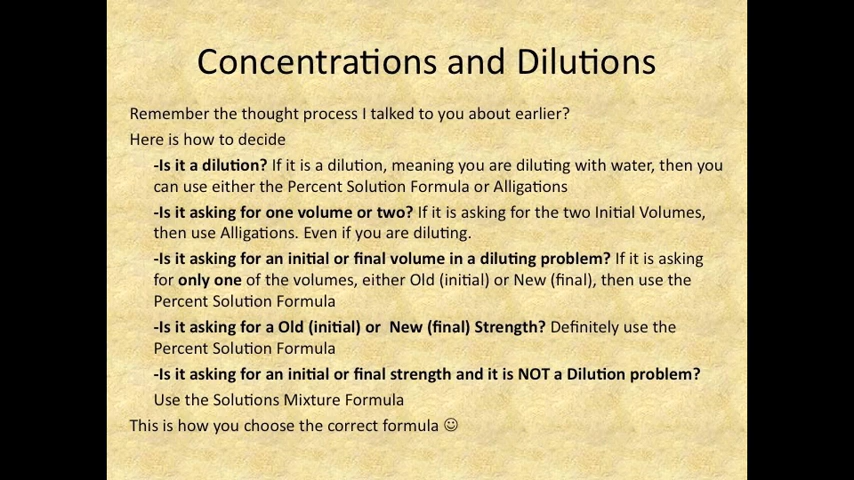 Concentrations and Dilutions
Remember the thought process I talked to you about earlier?
Here is how to decide
-Is it a dilution? If it is a dilution, meaning you are diluting with water, then you
can use either the Percent Solution Formula or Alligations
-Is it asking for one volume or two? If it is asking for the two Initial Volumes,
then use Alligations. Even if you are diluting.
-Is it asking for an initial or final volume in a diluting problem? If it is asking
for only one of the volumes, either Old (initial) or New (final), then use the
Percent Solution Formula
-Is it asking for a Old (initial) or New (final) Strength? Definitely use the
Percent Solution Formula
-Is it asking for an initial or final strength and it is NOT a Dilution problem?
Use the Solutions Mixture Formula
This is how you choose the correct formula ☺